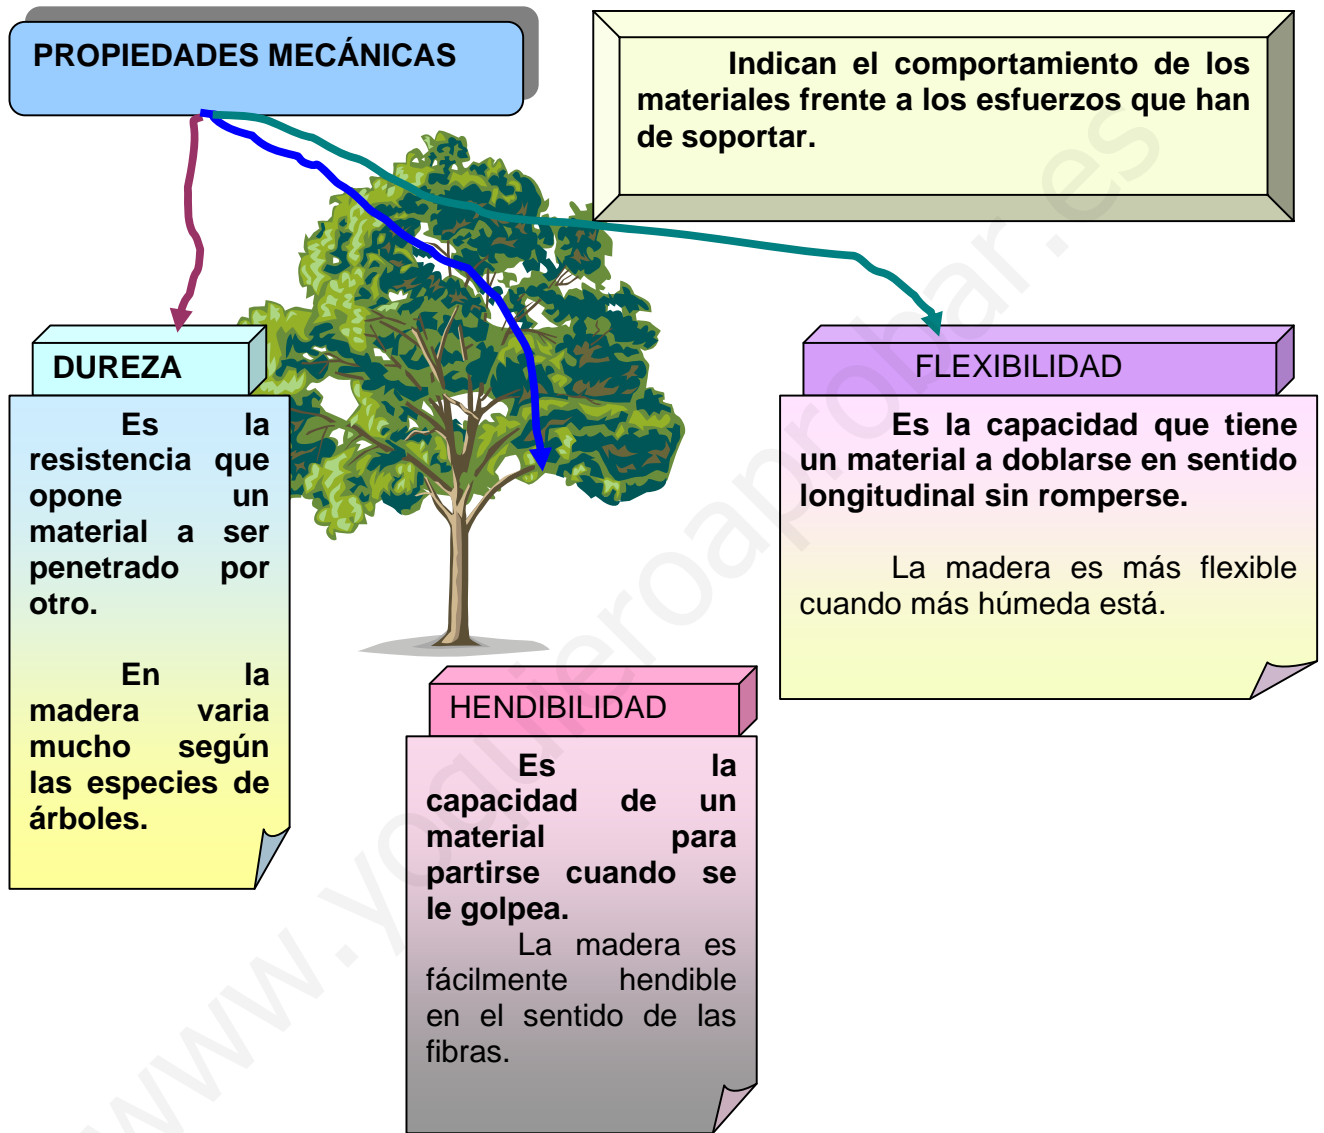 PROPIEDADES MECÁNICAS
Indican el comportamiento de los
materiales frente a los esfuerzos que han
de soportar.
DUREZA
Es la
resistencia que
opone un
material a ser
penetrado por
otro.
En la
madera varia
mucho según
las especies de
árboles.
HENDIBILIDAD
Es la
capacidad de un
material para
partirse cuando se
le golpea.
La madera es
fácilmente hendible
en el sentido de las
fibras.
FLEXIBILIDAD
Es la capacidad que tiene
un material a doblarse en sentido
longitudinal sin romperse.
La madera es más flexible
cuando más húmeda está.
www.yoquieroaprobar.es